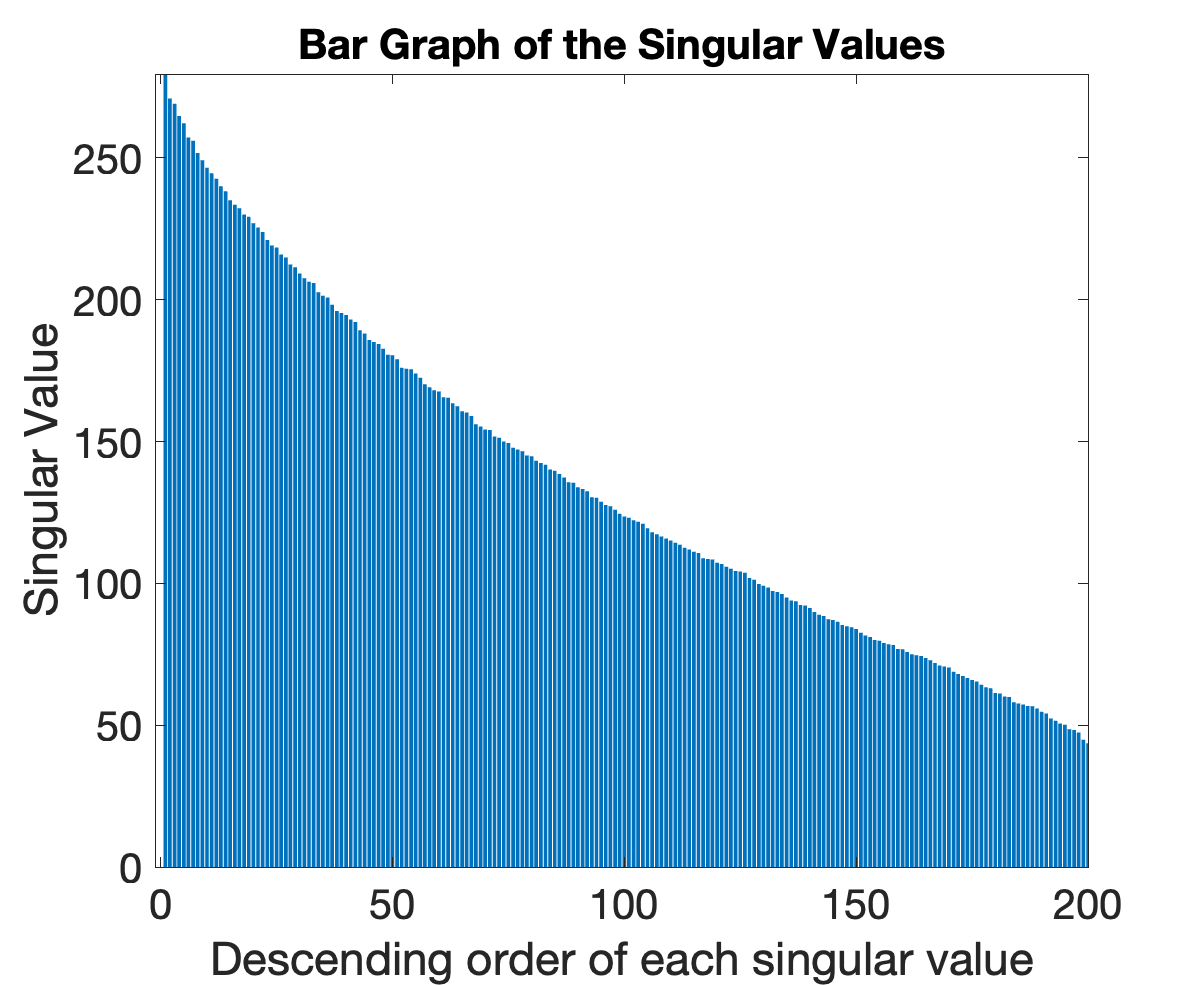 Bar Graph of the Singular Values
250
200
150
100
50
0
Singular Value
0 50 100 150 200
Descending order of each singular value